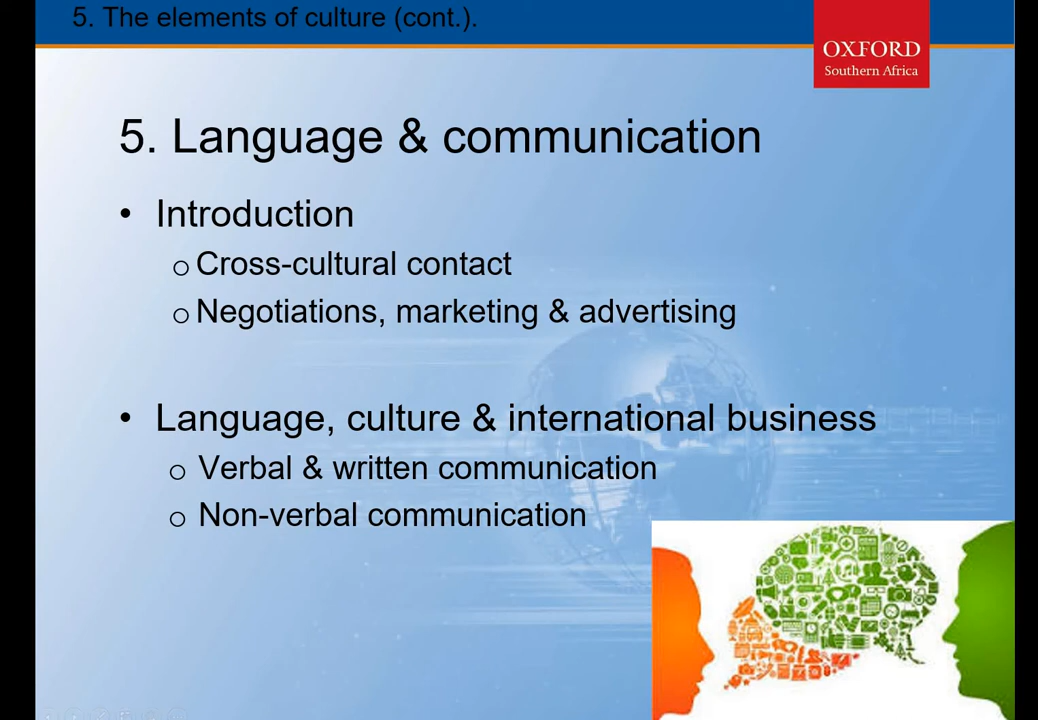 5. The elements of culture (cont.).
OXFORD
Southern Africa
5. Language & communication
• Introduction
o Cross-cultural contact
o Negotiations, marketing & advertising
• Language, culture & international business
o Verbal & written communication
o Non-verbal communication